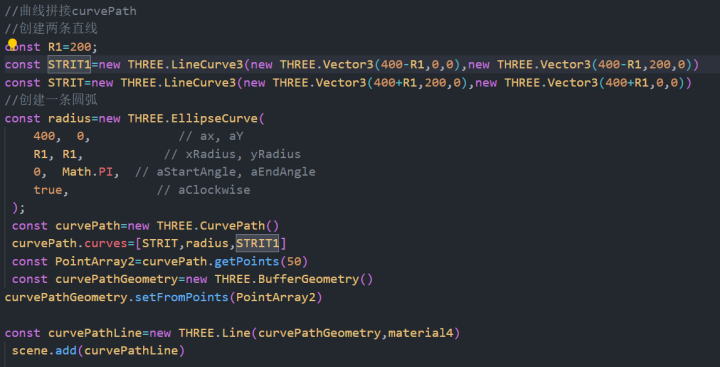 //曲线拼接curvePath
//创建两条直线
const R1=200;
const STRIT1=new THREE.LineCurve3(new THREE.Vector3(400-R1,0,0),new THREE.Vector3(400-R1,200,0))
const STRIT=new THREE.LineCurve3(new THREE.Vector3(400+R1,200,0),new THREE.Vector3(400+R1,0,0))
//创建一条圆弧
const radius=new THREE.EllipseCurve(
400, 0, // ax, aY
R1, R1, // xRadius, yRadius
0, Math.PI, // aStartAngle, aEndAngle
true, // aClockwise
);
const curvePath=new THREE.CurvePath()
curvePath.curves=[STRIT,radius,STRIT1]
const PointArray2=curvePath.getPoints(50)
const curvePathGeometry=new THREE.BufferGeometry()
curvePathGeometry.setFromPoints(PointArray2)
const curvePathLine=new THREE.Line(curvePathGeometry,material4)
scene.add(curvePathLine)